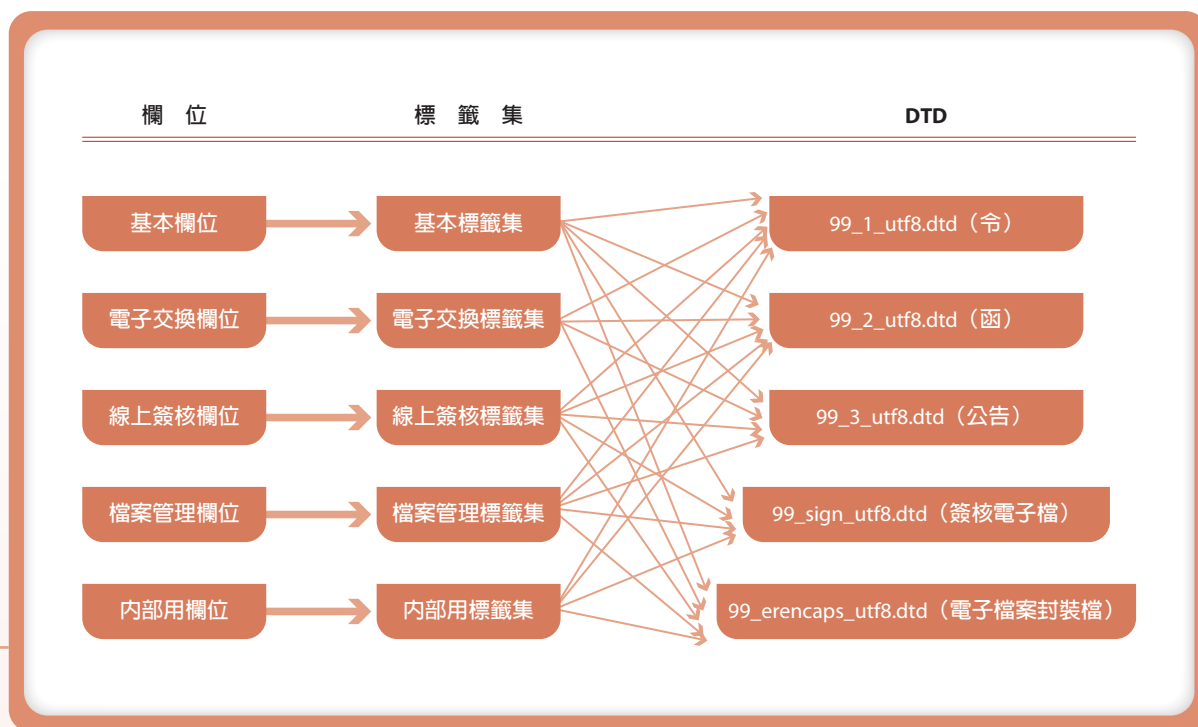 欄 位 標 籤 集 DTD
基本欄位 基本標籤集 99_1_utf8.dtd（令）
電子交換欄位 電子交換標籤集 99_2_utf8.dtd（函）
線上簽核欄位 線上簽核標籤集 99_3_utf8.dtd（公告）
檔案管理欄位 檔案管理標籤集 99_sign_utf8.dtd（簽核電子檔）
內部用欄位 內部用標籤集 99_erencaps_utf8.dtd（電子檔案封裝檔）